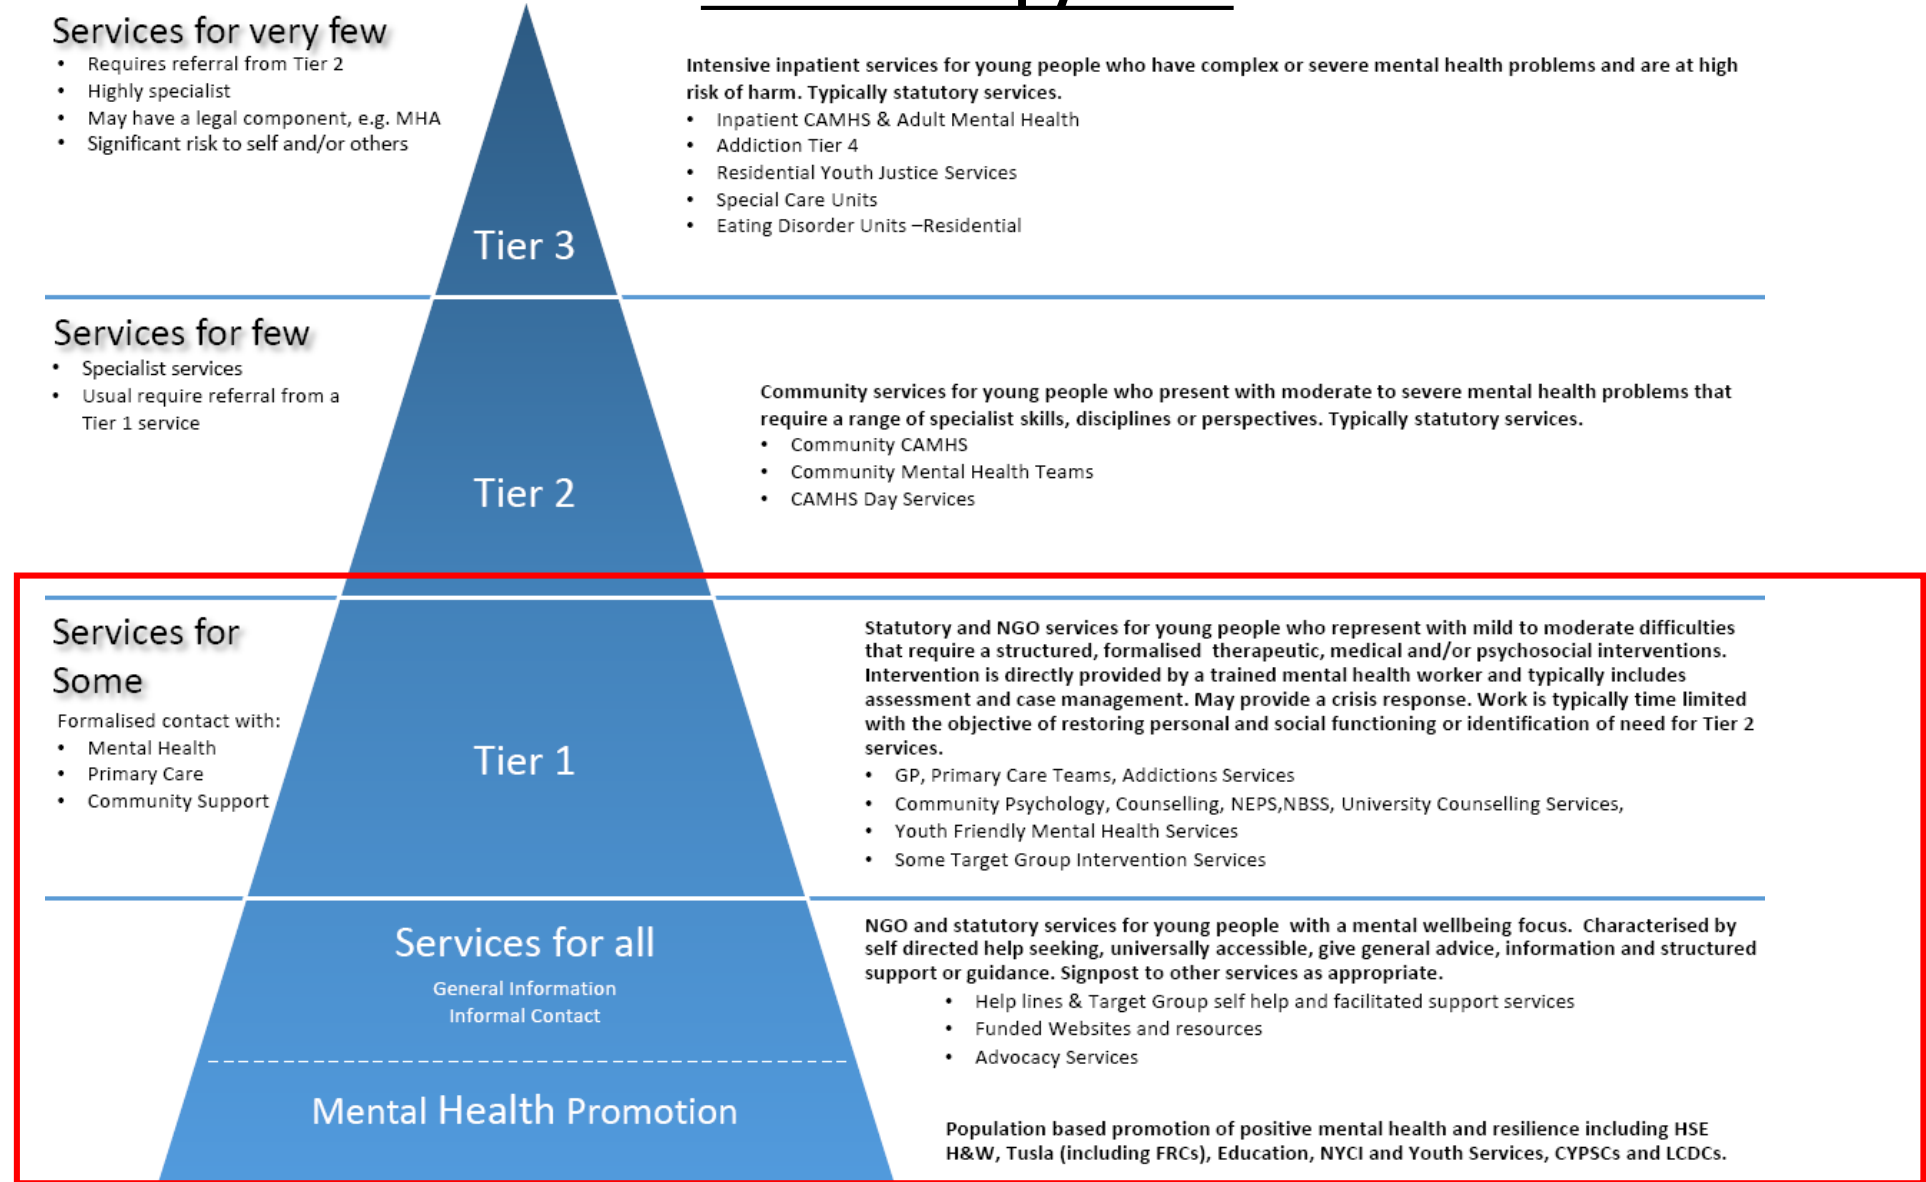 Services for very few
• Requires referral from Tier 2
• Highly specialist
• May have a legal component, e.g. MHA
• Significant risk to self and/or others
Tier 3
Intensive inpatient services for young people who have complex or severe mental health problems and are at high
risk of harm. Typically statutory services.
• Inpatient CAMHS & Adult Mental Health
• Addiction Tier 4
• Residential Youth Justice Services
• Special Care Units
• Eating Disorder Units –Residential
Services for few
• Specialist services
• Usual require referral from a
Tier 1 service
Tier 2
Community services for young people who present with moderate to severe mental health problems that
require a range of specialist skills, disciplines or perspectives. Typically statutory services.
• Community CAMHS
• Community Mental Health Teams
• CAMHS Day Services
Services for
Some
Formalised contact with:
• Mental Health
• Primary Care
• Community Support
Tier 1
Statutory and NGO services for young people who represent with mild to moderate difficulties
that require a structured, formalised therapeutic, medical and/or psychosocial interventions.
Intervention is directly provided by a trained mental health worker and typically includes
assessment and case management. May provide a crisis response. Work is typically time limited
with the objective of restoring personal and social functioning or identification of need for Tier 2
services.
• GP, Primary Care Teams, Addictions Services
• Community Psychology, Counselling, NEPS,NBSS, University Counselling Services,
• Youth Friendly Mental Health Services
• Some Target Group Intervention Services
Services for all
General Information
Informal Contact
NGO and statutory services for young people with a mental wellbeing focus. Characterised by
self directed help seeking, universally accessible, give general advice, information and structured
support or guidance. Signpost to other services as appropriate.
• Help lines & Target Group self help and facilitated support services
• Funded Websites and resources
• Advocacy Services
Mental Health Promotion
Population based promotion of positive mental health and resilience including HSE
H&W, Tusla (including FRCs), Education, NYCI and Youth Services, CYPSCs and LCDCs.